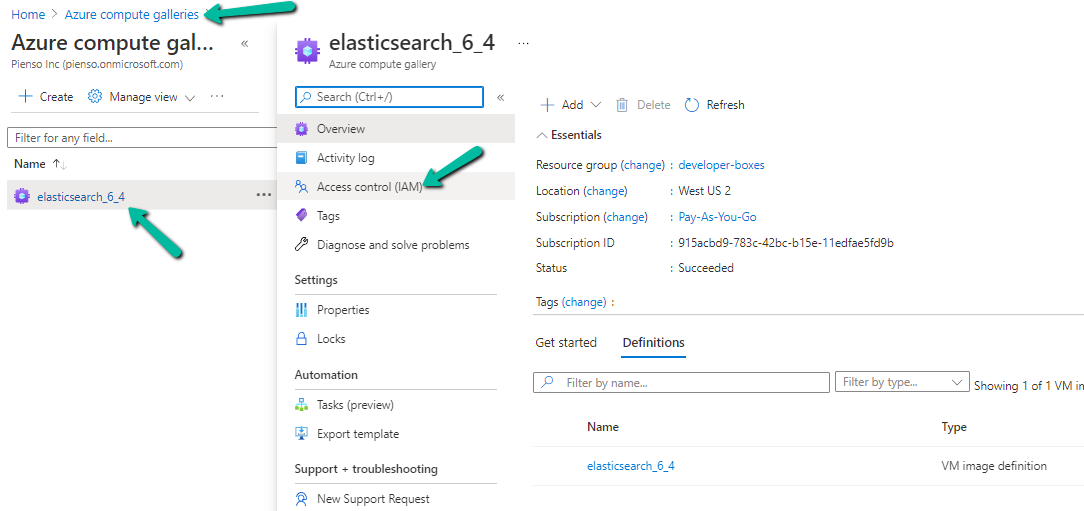 Home > Azure compute galleries >
Azure compute gal... «
Pienso Inc (pienso.onmicrosoft.com)
+ Create Manage view ...
Filter for any field...
Name ↑↓
elasticsearch_6_4 ...
elasticsearch_6_4 ...
Azure compute gallery
Search (Ctrl+/) «
Overview
Activity log
Access control (IAM)
Tags
Diagnose and solve problems
Settings
Properties
Locks
Automation
Tasks (preview)
Export template
Support + troubleshooting
New Support Request
+ Add Delete Refresh
Essentials
Resource group (change) : developer-boxes
Location (change) : West US 2
Subscription (change) : Pay-As-You-Go
Subscription ID : 915acbd9-783c-42bc-b15e-11edfae5fd9b
Status : Succeeded
Tags (change) :
Get started Definitions
Filter by name... Filter by type... Showing 1 of 1 VM
Name Type
elasticsearch_6_4 VM image definition